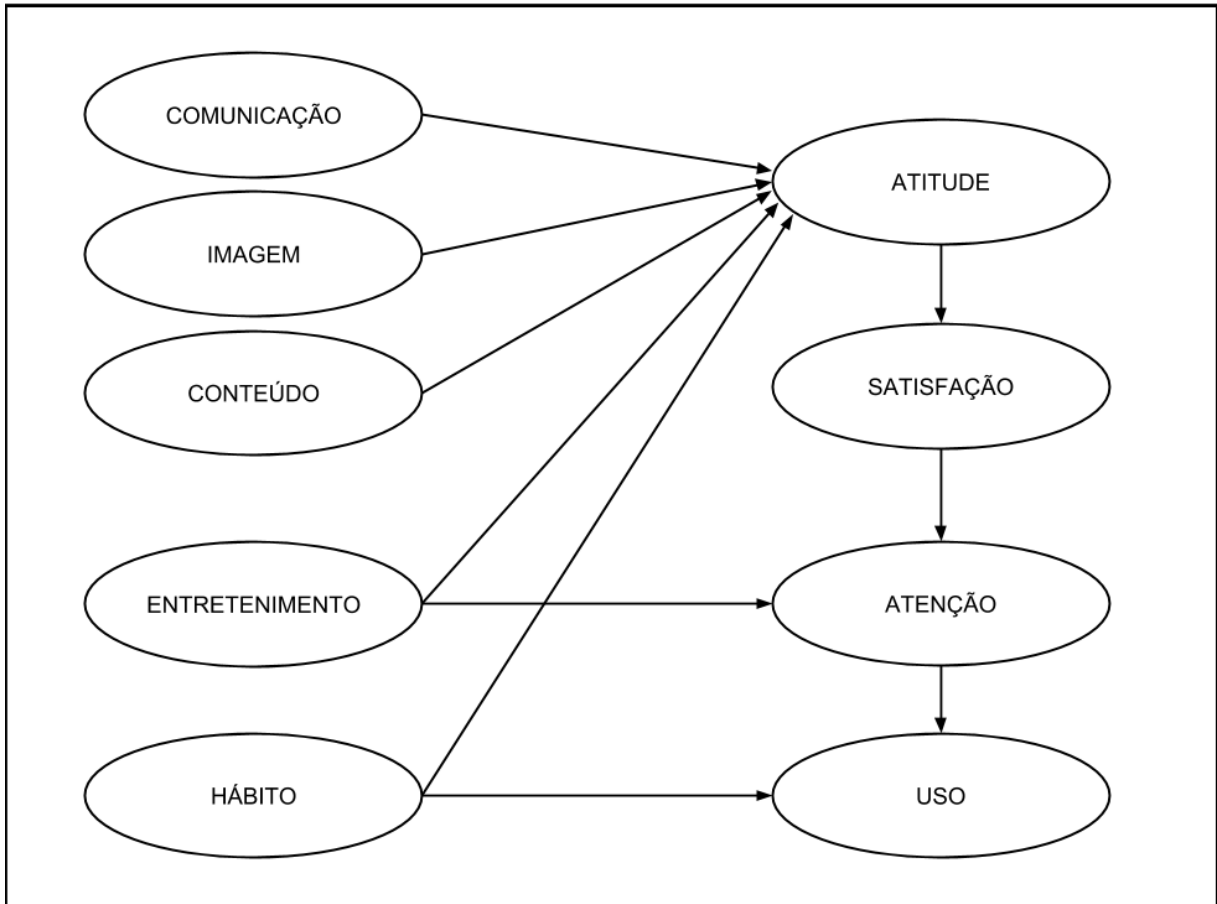 COMUNICAÇÃO
IMAGEM
CONTEÚDO
ENTRETENIMENTO
HÁBITO
ATITUDE
SATISFAÇÃO
ATENÇÃO
USO